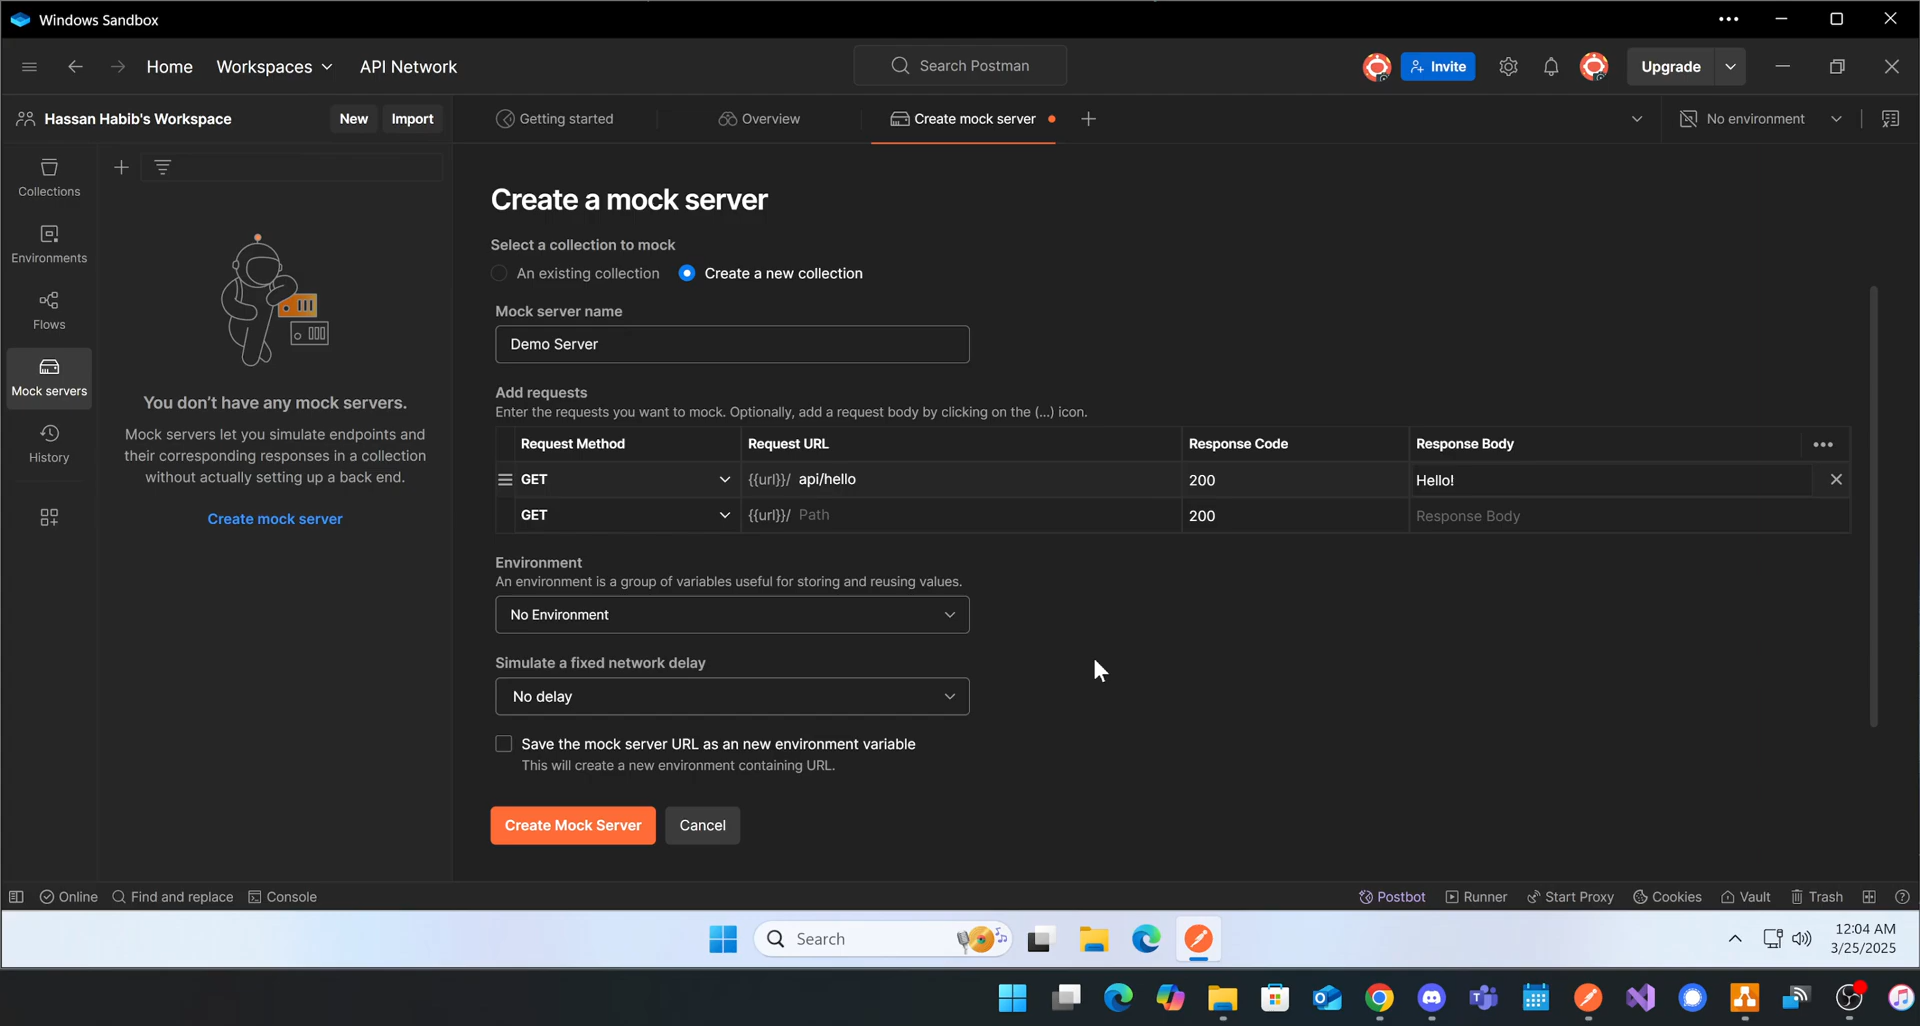 Windows Sandbox
Home Workspaces API Network Search Postman Invite Upgrade
Hassan Habib's Workspace New Import Getting started Overview Create mock server No environment
Collections
Environments
Flows
Mock servers
History
You don't have any mock servers.
Mock servers let you simulate endpoints and
their corresponding responses in a collection
without actually setting up a back end.
Create mock server
Create a mock server
Select a collection to mock
An existing collection Create a new collection
Mock server name
Demo Server
Add requests
Enter the requests you want to mock. Optionally, add a request body by clicking on the (...) icon.
Request Method Request URL Response Code Response Body
GET {{url}}/ api/hello 200 Hello!
GET {{url}}/ Path 200 Response Body
Environment
An environment is a group of variables useful for storing and reusing values.
No Environment
Simulate a fixed network delay
No delay
Save the mock server URL as an new environment variable
This will create a new environment containing URL.
Create Mock Server Cancel
Online Find and replace Console Postbot Runner Start Proxy Cookies Vault Trash
Search
12:04 AM
3/25/2025